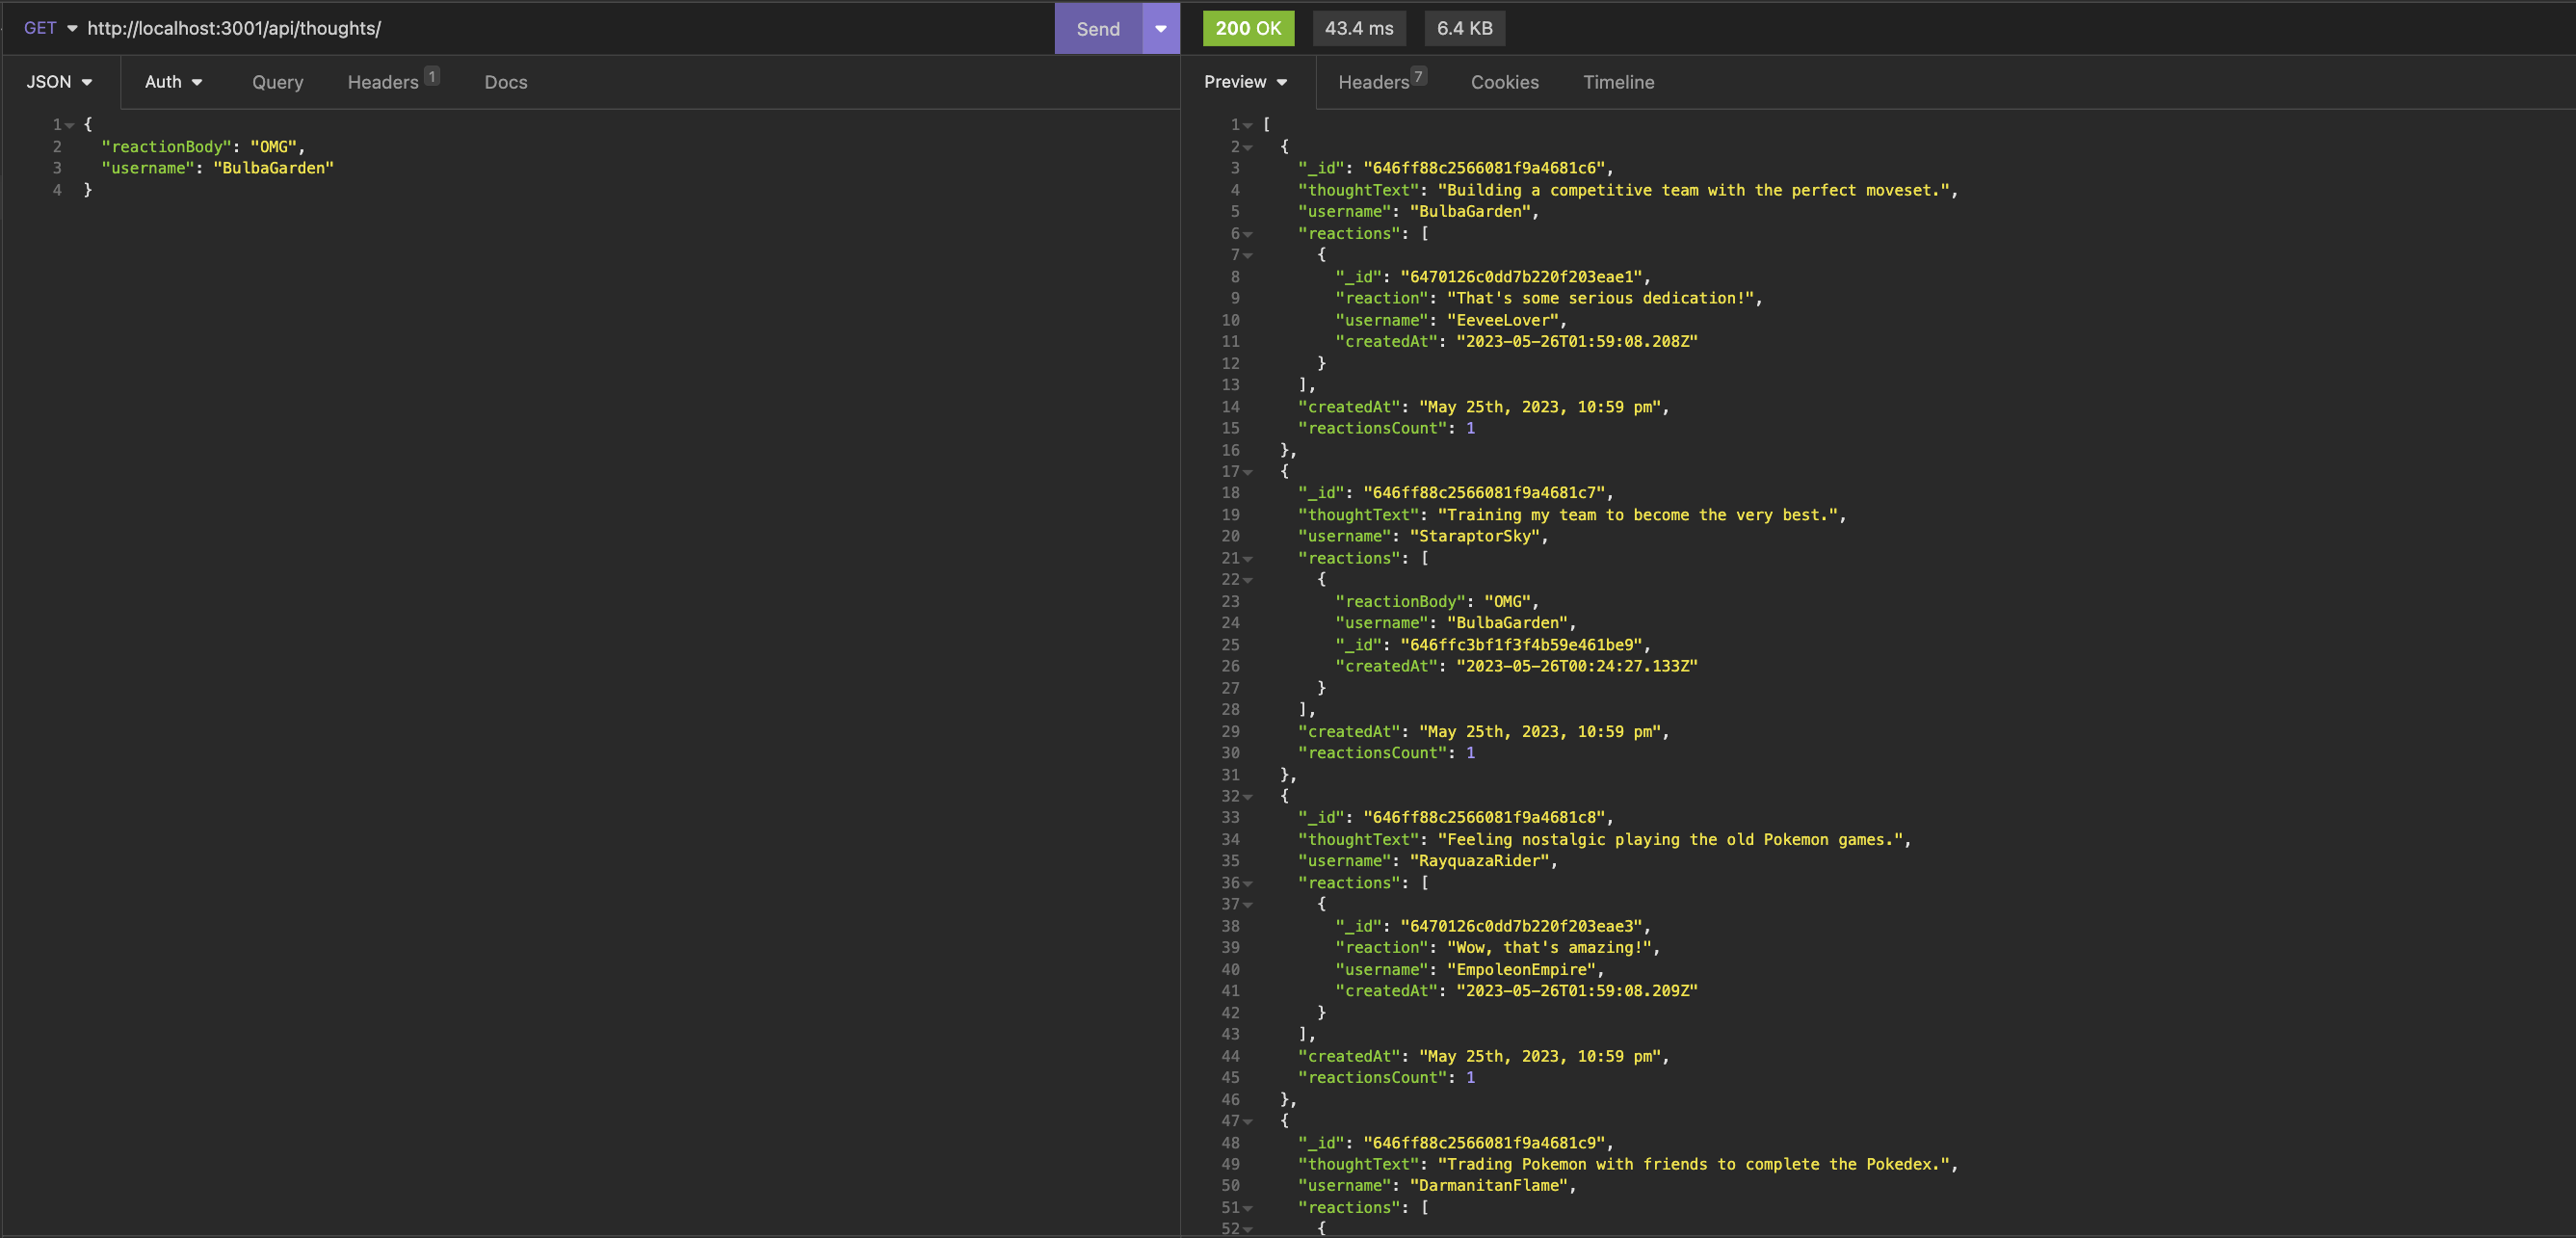 GET http://localhost:3001/api/thoughts/ Send 200 OK 43.4 ms 6.4 KB
JSON Auth Query Headers 1 Docs Preview Headers 7 Cookies Timeline
1 {
2 "reactionBody": "OMG",
3 "username": "BulbaGarden"
4 }
1 [
2 {
3 "_id": "646ff88c2566081f9a4681c6",
4 "thoughtText": "Building a competitive team with the perfect moveset.",
5 "username": "BulbaGarden",
6 "reactions": [
7 {
8 "_id": "6470126c0dd7b220f203eae1",
9 "reaction": "That's some serious dedication!",
10 "username": "EeveeLover",
11 "createdAt": "2023-05-26T01:59:08.208Z"
12 }
13 ],
14 "createdAt": "May 25th, 2023, 10:59 pm",
15 "reactionsCount": 1
16 },
17 {
18 "_id": "646ff88c2566081f9a4681c7",
19 "thoughtText": "Training my team to become the very best.",
20 "username": "StaraptorSky",
21 "reactions": [
22 {
23 "reactionBody": "OMG",
24 "username": "BulbaGarden",
25 "_id": "646ffc3bf1f3f4b59e461be9",
26 "createdAt": "2023-05-26T00:24:27.133Z"
27 }
28 ],
29 "createdAt": "May 25th, 2023, 10:59 pm",
30 "reactionsCount": 1
31 },
32 {
33 "_id": "646ff88c2566081f9a4681c8",
34 "thoughtText": "Feeling nostalgic playing the old Pokemon games.",
35 "username": "RayquazaRider",
36 "reactions": [
37 {
38 "_id": "6470126c0dd7b220f203eae3",
39 "reaction": "Wow, that's amazing!",
40 "username": "EmpoleonEmpire",
41 "createdAt": "2023-05-26T01:59:08.209Z"
42 }
43 ],
44 "createdAt": "May 25th, 2023, 10:59 pm",
45 "reactionsCount": 1
46 },
47 {
48 "_id": "646ff88c2566081f9a4681c9",
49 "thoughtText": "Trading Pokemon with friends to complete the Pokedex.",
50 "username": "DarmanitanFlame",
51 "reactions": [
52 {